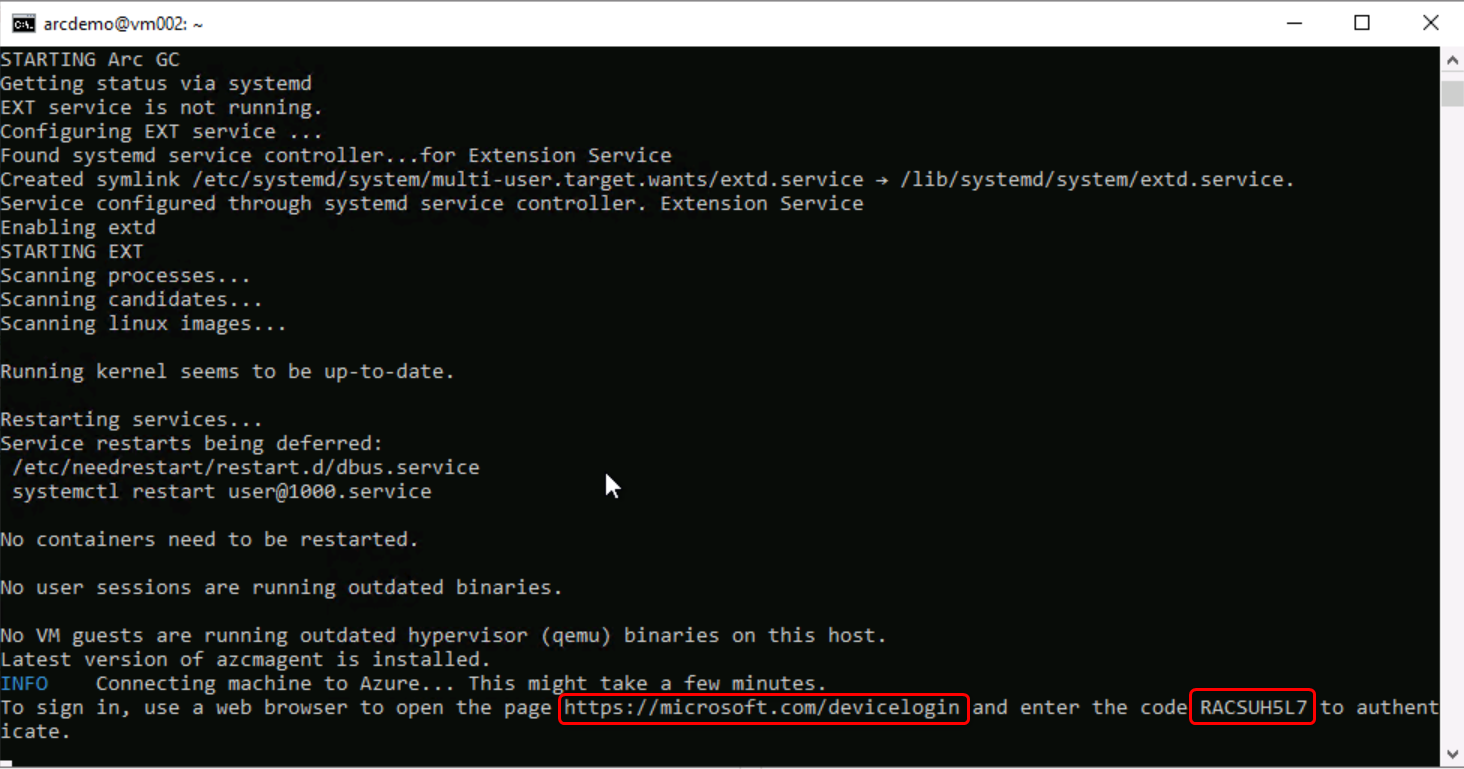 arcdemo@vm002: ~
STARTING Arc GC
Getting status via systemd
EXT service is not running.
Configuring EXT service ...
Found systemd service controller...for Extension Service
Created symlink /etc/systemd/system/multi-user.target.wants/extd.service → /lib/systemd/system/extd.service.
Service configured through systemd service controller. Extension Service
Enabling extd
STARTING EXT
Scanning processes...
Scanning candidates...
Scanning linux images...
Running kernel seems to be up-to-date.
Restarting services...
Service restarts being deferred:
 /etc/needrestart/restart.d/dbus.service
 systemctl restart user@1000.service
No containers need to be restarted.
No user sessions are running outdated binaries.
No VM guests are running outdated hypervisor (qemu) binaries on this host.
Latest version of azcmagent is installed.
INFO    Connecting machine to Azure... This might take a few minutes.
To sign in, use a web browser to open the page https://microsoft.com/devicelogin and enter the code RACSUH5L7 to authent
icate.